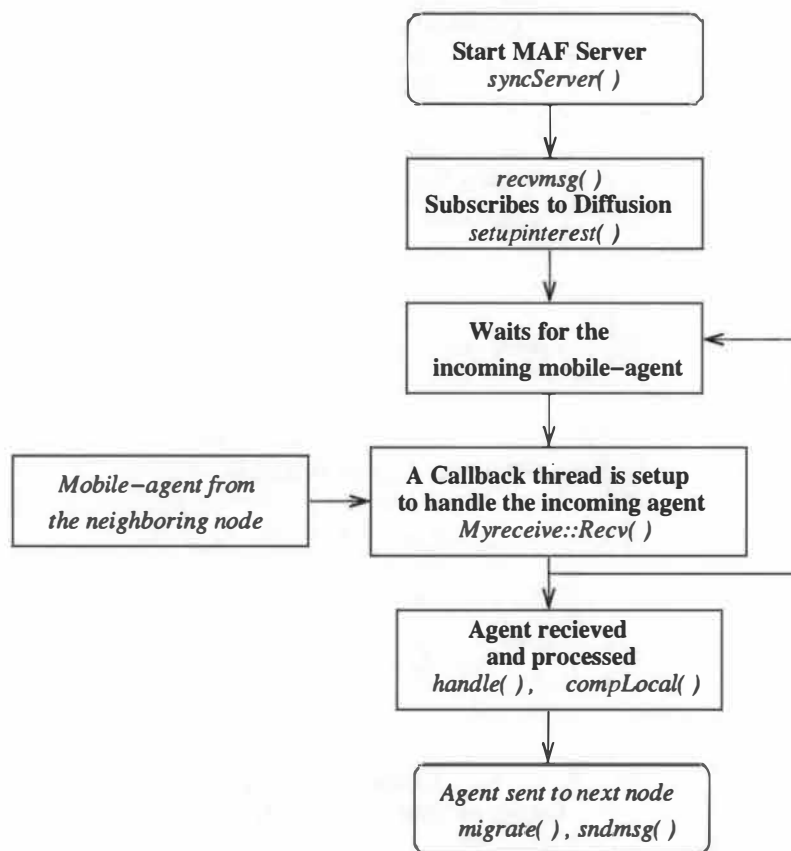 Start MAF Server
syncServer( )
recvmsg( )
Subscribes to Diffusion
setupinterest( )
Waits for the
incoming mobile-agent
Mobile-agent from
the neighboring node
A Callback thread is setup
to handle the incoming agent
Myreceive::Recv( )
Agent recieved
and processed
handle( ), compLocal( )
Agent sent to next node
migrate( ), sndmsg( )